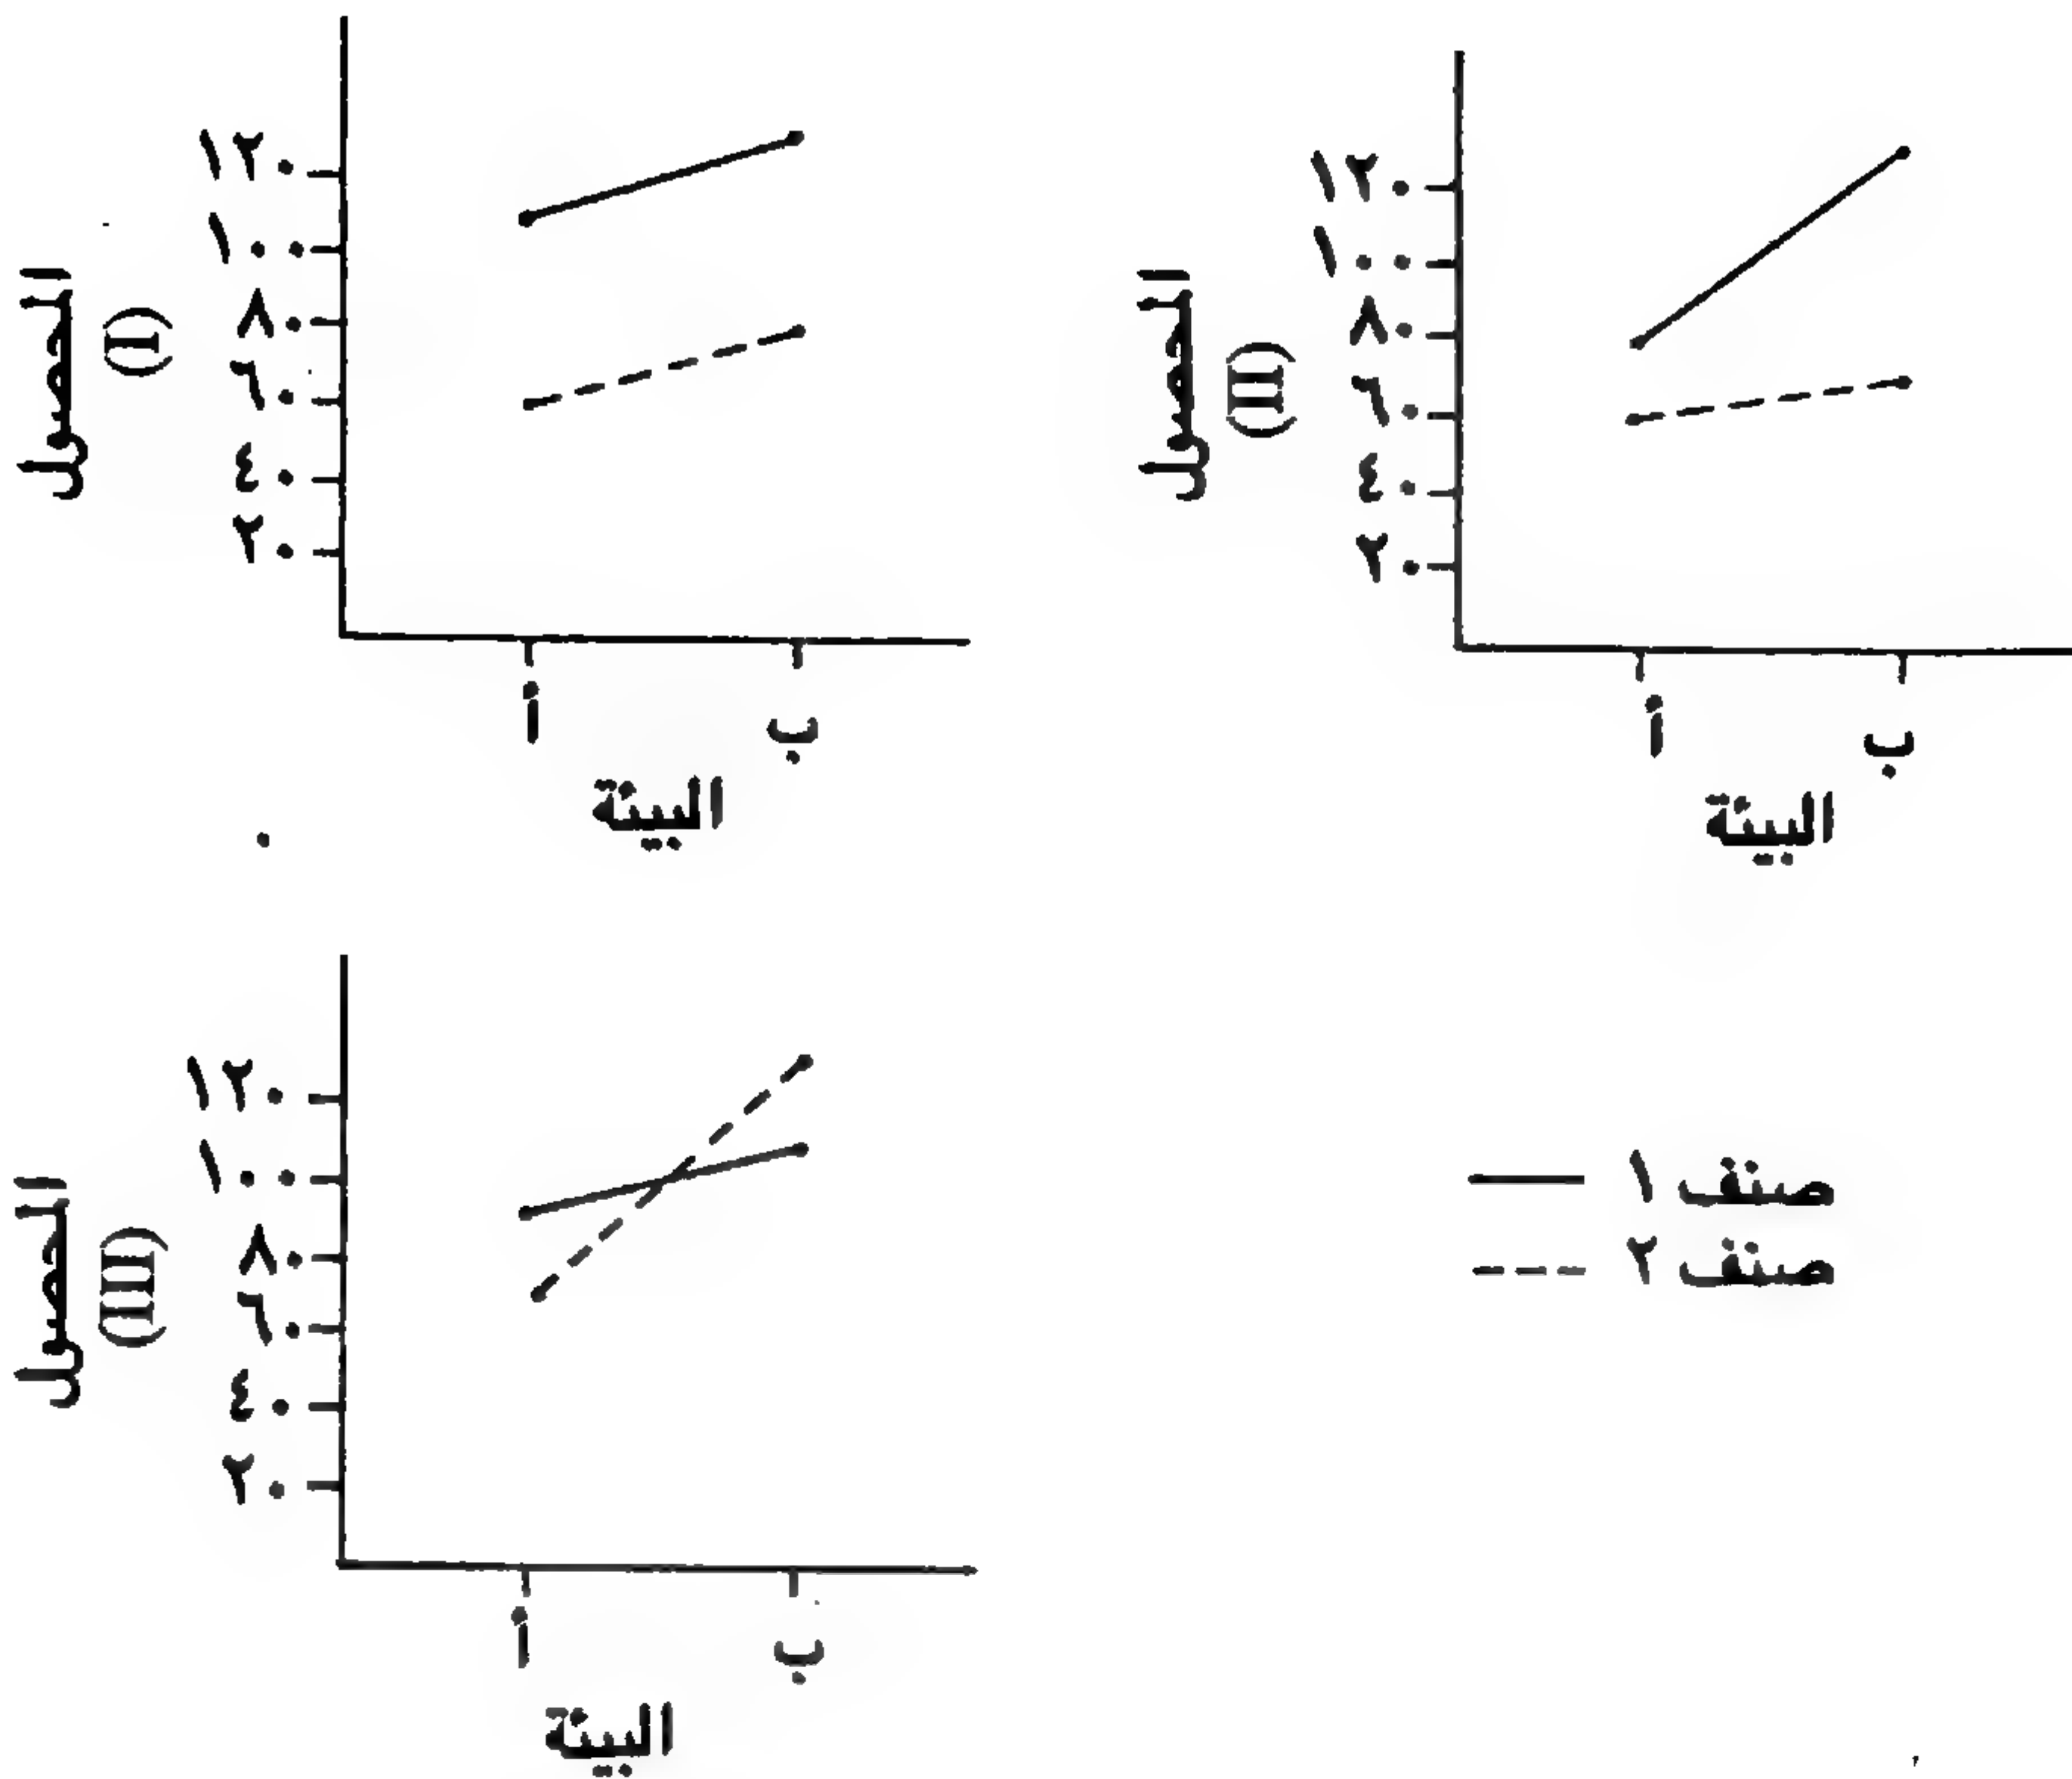 المحصول
(I)
١٢٠
١٠٠
٨٠
٦٠
٤٠
٢٠
أ ب
البيئة
المحصول
(II)
١٢٠
١٠٠
٨٠
٦٠
٤٠
٢٠
أ ب
البيئة
المحصول
(III)
١٢٠
١٠٠
٨٠
٦٠
٤٠
٢٠
أ ب
البيئة
صنف ١
صنف ٢